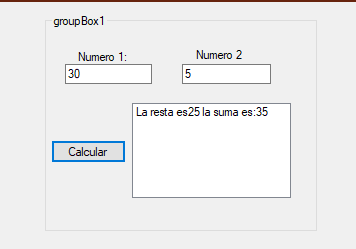 groupBox1
Numero 1:
Numero 2
30
5
La resta es25 la suma es:35
Calcular